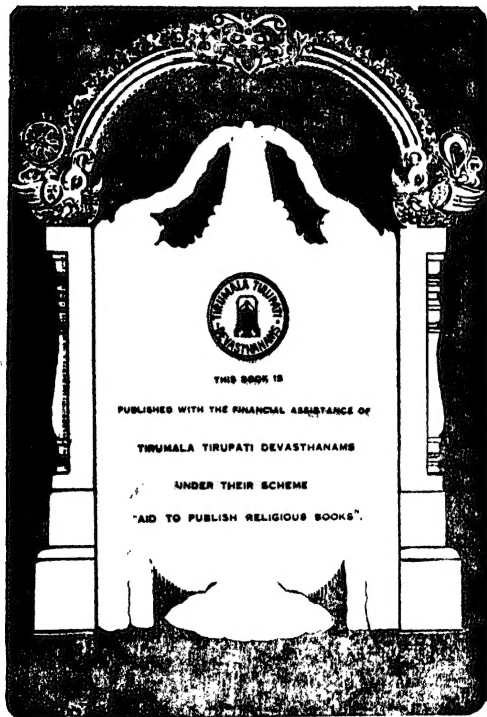 TIRUMALA TIRUPATI
DEVASTHANAMS
THIS BOOK IS
PUBLISHED WITH THE FINANCIAL ASSISTANCE OF
TIRUMALA TIRUPATI DEVASTHANAMS
UNDER THEIR SCHEME
"AID TO PUBLISH RELIGIOUS BOOKS".